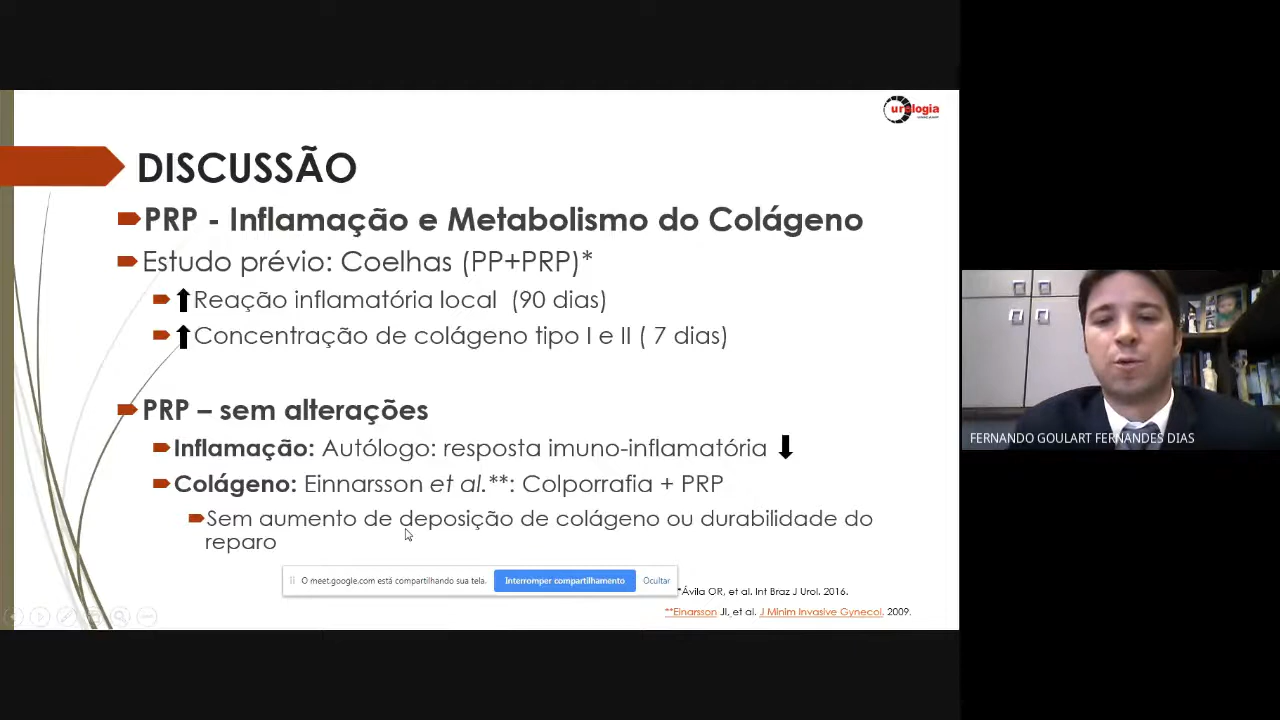 urologia
DISCUSSÃO
PRP - Inflamação e Metabolismo do Colágeno
Estudo prévio: Coelhas (PP+PRP)*
Reação inflamatória local (90 dias)
Concentração de colágeno tipo I e II ( 7 dias)
PRP – sem alterações
Inflamação: Autólogo: resposta imuno-inflamatória
Colágeno: Einnarsson et al.**: Colporrafia + PRP
Sem aumento de deposição de colágeno ou durabilidade do
reparo
O meet.google.com está compartilhando sua tela. Interromper compartilhamento Ocultar
*Ávila OR, et al. Int Braz J Urol. 2016.
**Einarsson JI, et al. J Minim Invasive Gynecol. 2009.
FERNANDO GOULART FERNANDES DIAS